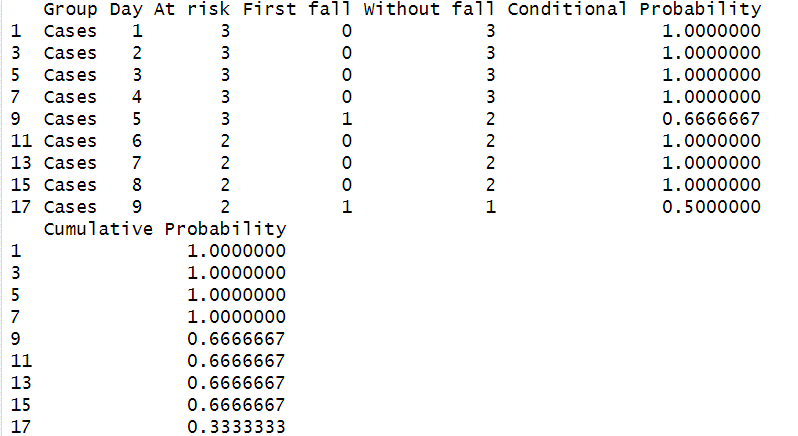 Group Day At risk First fall Without fall Conditional Probability
1  Cases   1       3          0            3               1.0000000
3  Cases   2       3          0            3               1.0000000
5  Cases   3       3          0            3               1.0000000
7  Cases   4       3          0            3               1.0000000
9  Cases   5       3          1            2               0.6666667
11 Cases   6       2          0            2               1.0000000
13 Cases   7       2          0            2               1.0000000
15 Cases   8       2          0            2               1.0000000
17 Cases   9       2          1            1               0.5000000
   Cumulative Probability
1               1.0000000
3               1.0000000
5               1.0000000
7               1.0000000
9               0.6666667
11              0.6666667
13              0.6666667
15              0.6666667
17              0.3333333